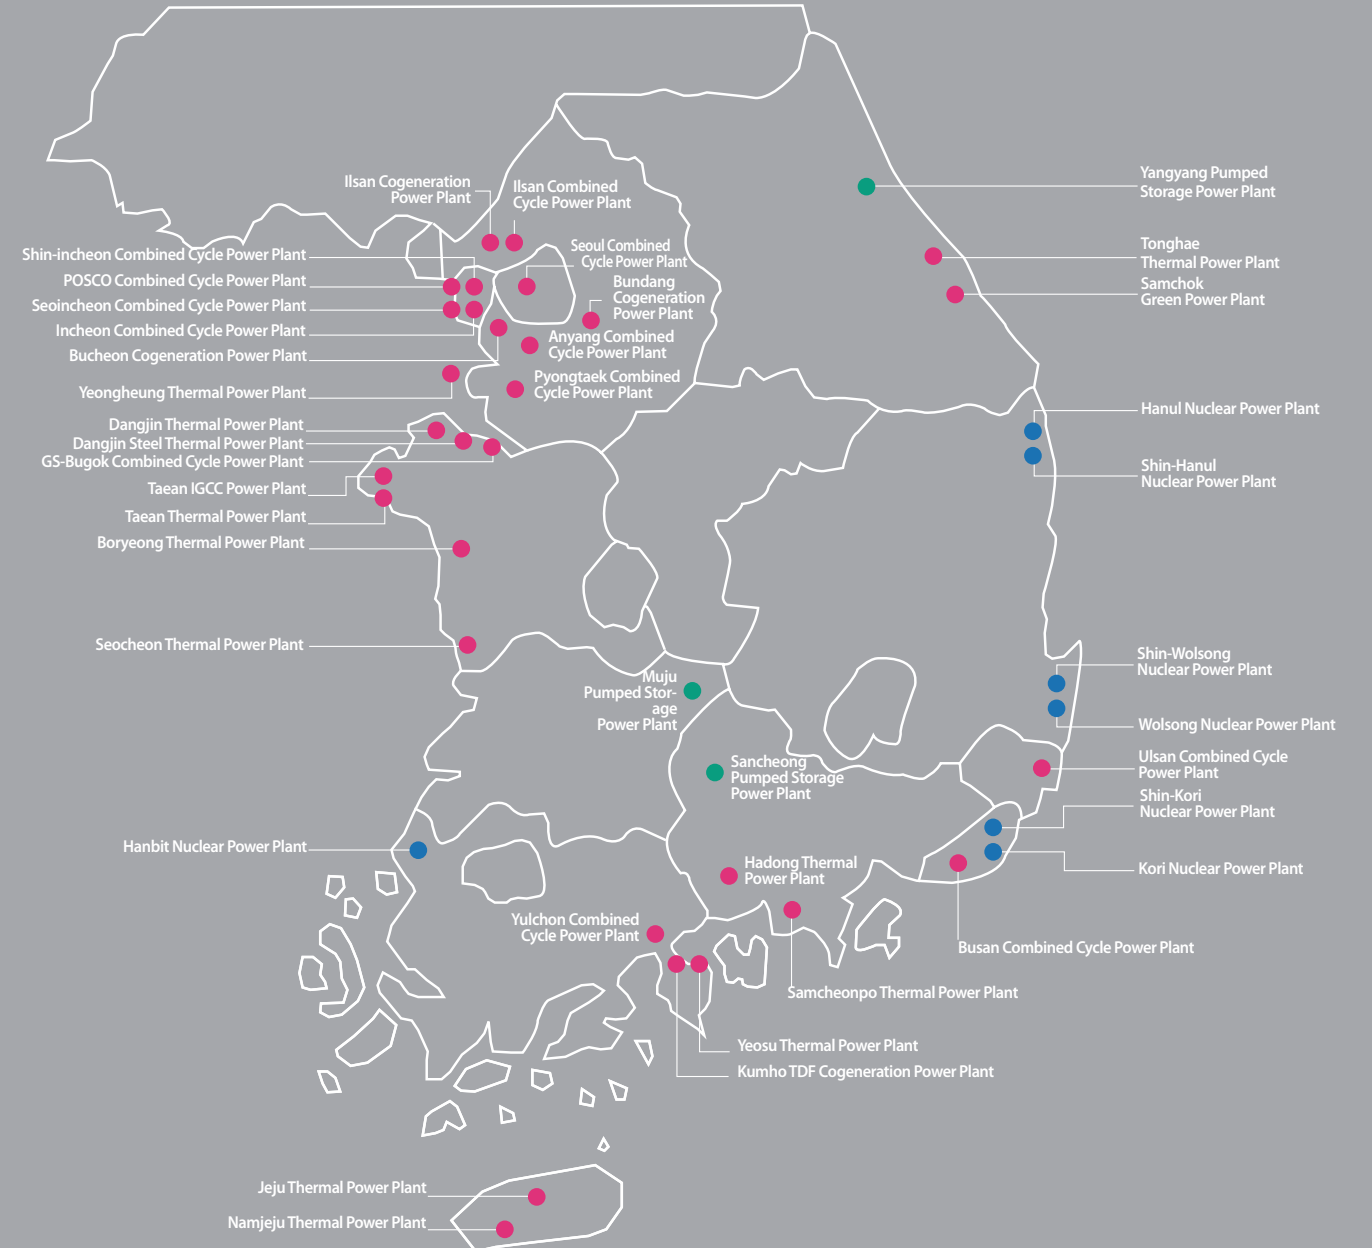 Ilsan Cogeneration
Power Plant
Ilsan Combined
Cycle Power Plant
Shin-incheon Combined Cycle Power Plant
POSCO Combined Cycle Power Plant
Seoincheon Combined Cycle Power Plant
Incheon Combined Cycle Power Plant
Bucheon Cogeneration Power Plant
Yeongheung Thermal Power Plant
Seoul Combined
Cycle Power Plant
Bundang
Cogeneration
Power Plant
Anyang Combined
Cycle Power Plant
Pyongtaek Combined
Cycle Power Plant
Dangjin Thermal Power Plant
Dangjin Steel Thermal Power Plant
GS-Bugok Combined Cycle Power Plant
Taean IGCC Power Plant
Taean Thermal Power Plant
Boryeong Thermal Power Plant
Seocheon Thermal Power Plant
Yangyang Pumped
Storage Power Plant
Tonghae
Thermal Power Plant
Samchok
Green Power Plant
Hanul Nuclear Power Plant
Shin-Hanul
Nuclear Power Plant
Shin-Wolsong
Nuclear Power Plant
Wolsong Nuclear Power Plant
Ulsan Combined Cycle
Power Plant
Shin-Kori
Nuclear Power Plant
Kori Nuclear Power Plant
Muju
Pumped Stor-
age
Power Plant
Sancheong
Pumped Storage
Power Plant
Hanbit Nuclear Power Plant
Hadong Thermal
Power Plant
Yulchon Combined
Cycle Power Plant
Busan Combined Cycle Power Plant
Samcheonpo Thermal Power Plant
Yeosu Thermal Power Plant
Kumho TDF Cogeneration Power Plant
Jeju Thermal Power Plant
Namjeju Thermal Power Plant